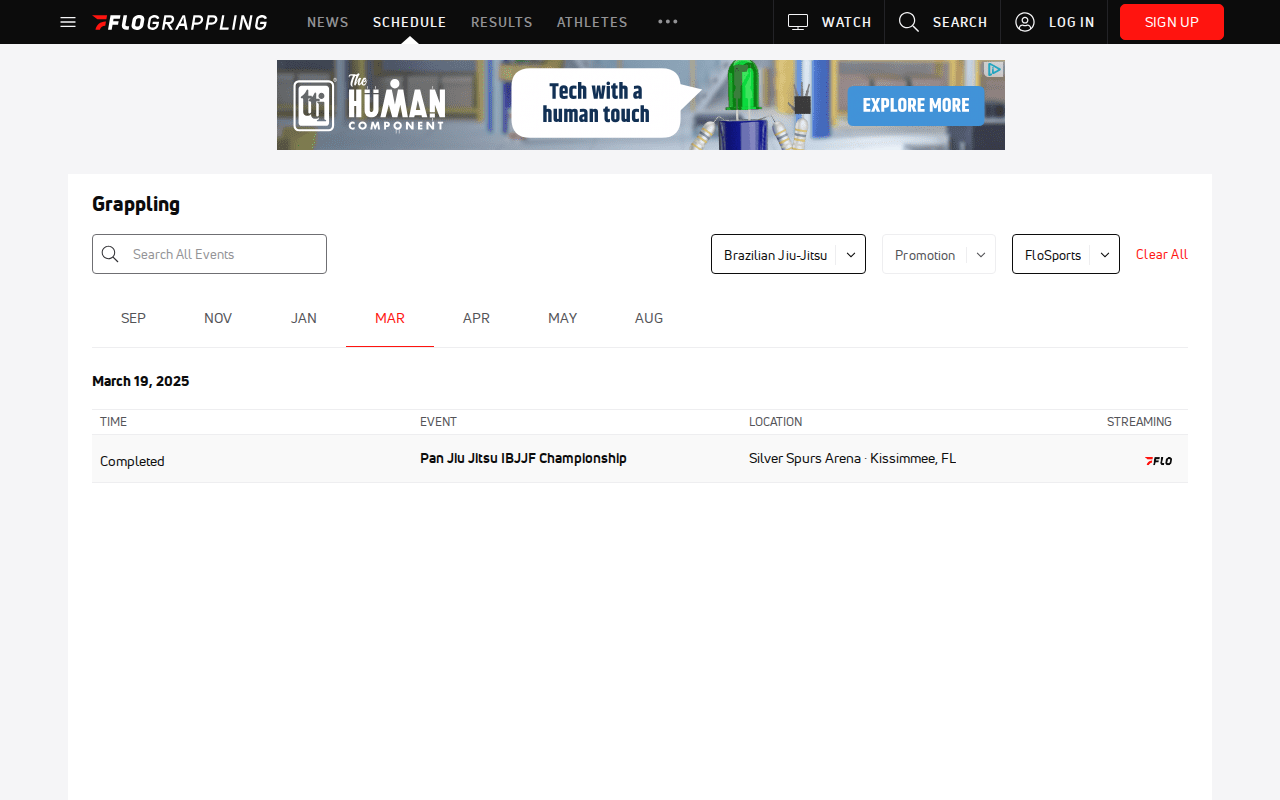 FLOGRAPPLING NEWS SCHEDULE RESULTS ATHLETES ••• WATCH SEARCH LOG IN SIGN UP
ttj The HUMAN COMPONENT
Tech with a
human touch
EXPLORE MORE
Grappling
Search All Events Brazilian Jiu-Jitsu Promotion FloSports Clear All
SEP NOV JAN MAR APR MAY AUG
March 19, 2025
TIME EVENT LOCATION STREAMING
Completed Pan Jiu Jitsu IBJJF Championship Silver Spurs Arena · Kissimmee, FL FLO